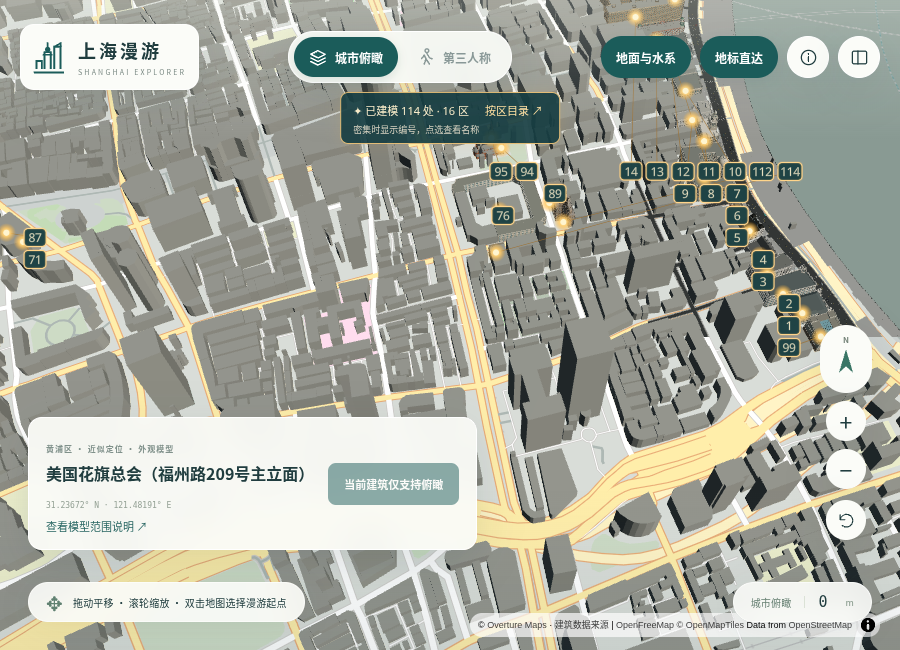 上海漫游
SHANGHAI EXPLORER
城市俯瞰
第三人称
地面与水系
地标直达
✦ 已建模 114 处 · 16 区 按区目录 ↗
密集时显示编号，点选查看名称
95 94
14 13 12 11 10 112 114
89
9 8 7
76
6
87
5
71
4
3
2
1
99
N
+
−
黄浦区 · 近似定位 · 外观模型
美国花旗总会（福州路209号主立面）
当前建筑仅支持俯瞰
31.23672° N · 121.48191° E
查看模型范围说明 ↗
拖动平移 · 滚轮缩放 · 双击地图选择漫游起点
城市俯瞰 0 m
© Overture Maps · 建筑数据来源 | OpenFreeMap © OpenMapTiles Data from OpenStreetMap